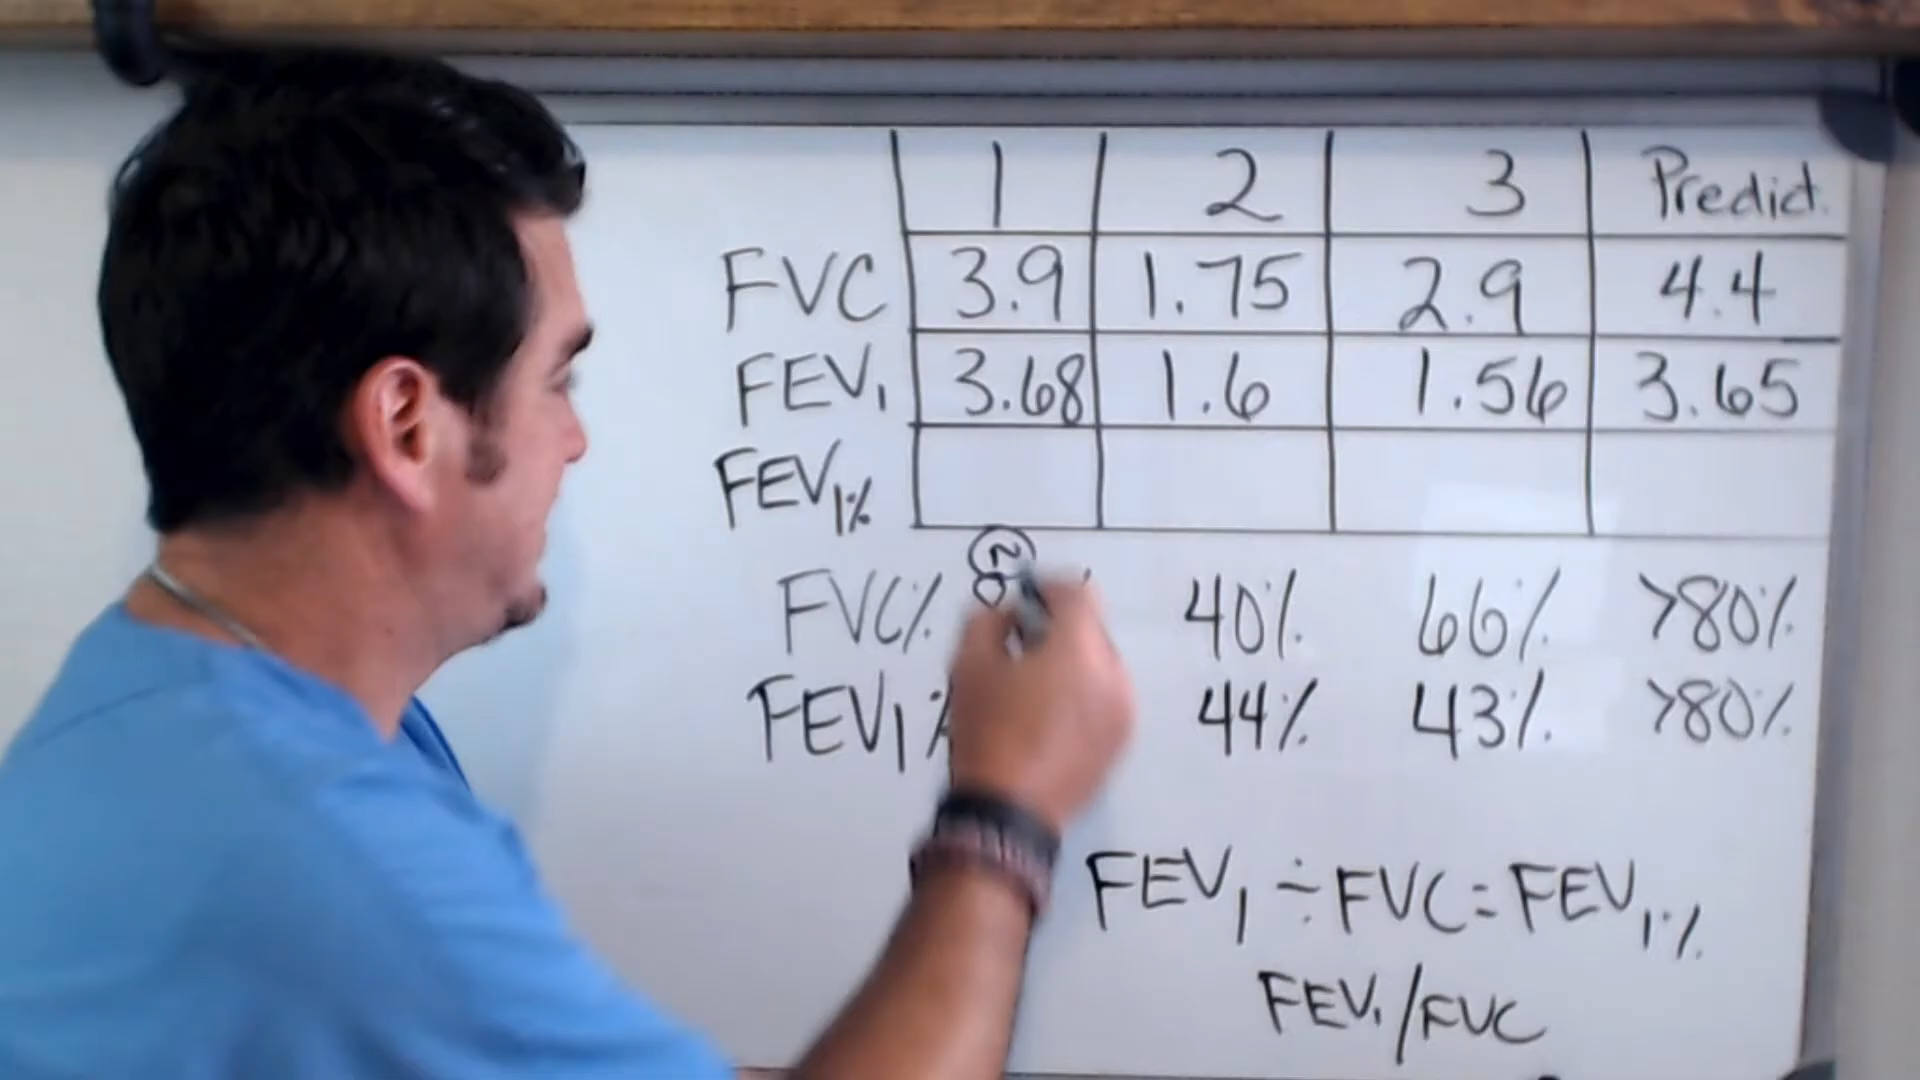 1 2 3 Predict.
FVC 3.9 1.75 2.9 4.4
FEV1 3.68 1.6 1.56 3.65
FEV1%
N
FVC% 40% 66% >80%
FEV1% 44% 43% >80%
FEV1 ÷ FVC = FEV1%
FEV1/FVC